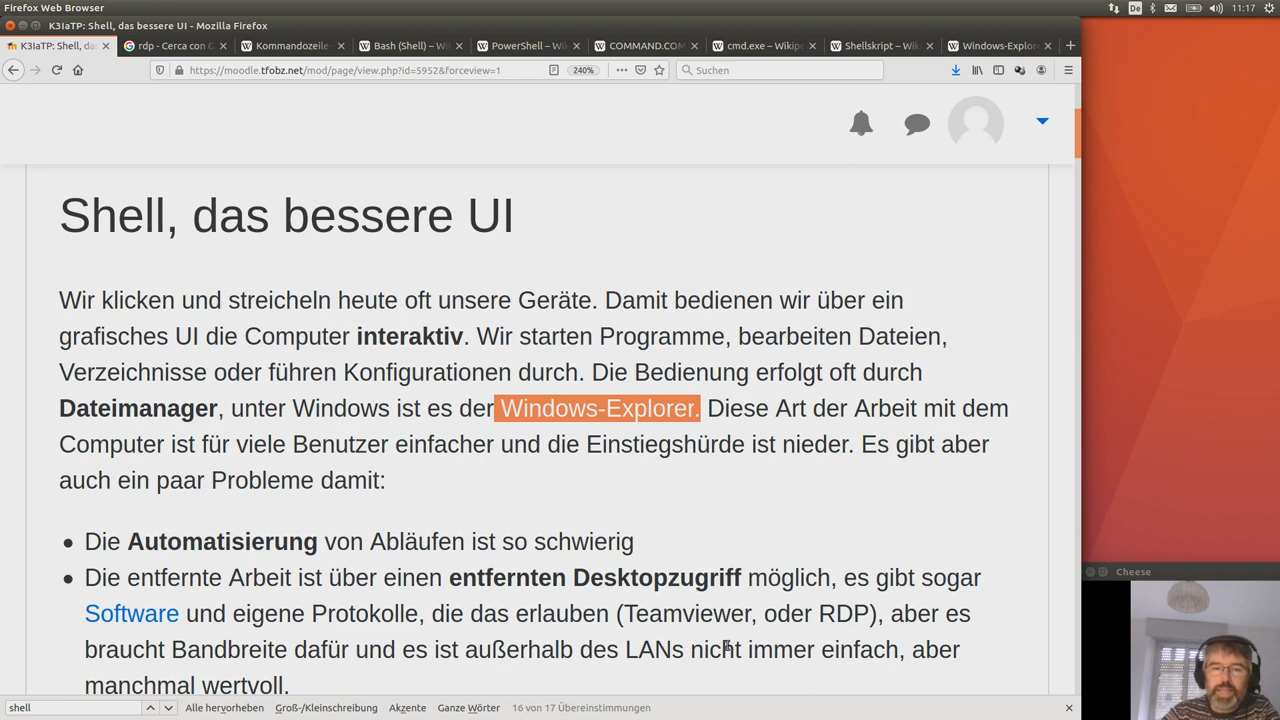 Firefox Web Browser
De
11:17
K3IaTP: Shell, das bessere UI - Mozilla Firefox
K3IaTP: Shell, das
rdp - Cerca con
Kommandozeile
Bash (Shell) – Wi
PowerShell – Wik
COMMAND.COM
cmd.exe – Wikip
Shellskript – Wiki
Windows-Explor
https://moodle.tfobz.net/mod/page/view.php?id=5952&forceview=1
240%
Suchen
Shell, das bessere UI
Wir klicken und streicheln heute oft unsere Geräte. Damit bedienen wir über ein
grafisches UI die Computer interaktiv. Wir starten Programme, bearbeiten Dateien,
Verzeichnisse oder führen Konfigurationen durch. Die Bedienung erfolgt oft durch
Dateimanager, unter Windows ist es der Windows-Explorer. Diese Art der Arbeit mit dem
Computer ist für viele Benutzer einfacher und die Einstiegshürde ist nieder. Es gibt aber
auch ein paar Probleme damit:
• Die Automatisierung von Abläufen ist so schwierig
• Die entfernte Arbeit ist über einen entfernten Desktopzugriff möglich, es gibt sogar
Software und eigene Protokolle, die das erlauben (Teamviewer, oder RDP), aber es
braucht Bandbreite dafür und es ist außerhalb des LANs nicht immer einfach, aber
manchmal wertvoll.
Cheese
shell
Alle hervorheben
Groß-/Kleinschreibung
Akzente
Ganze Wörter
16 von 17 Übereinstimmungen